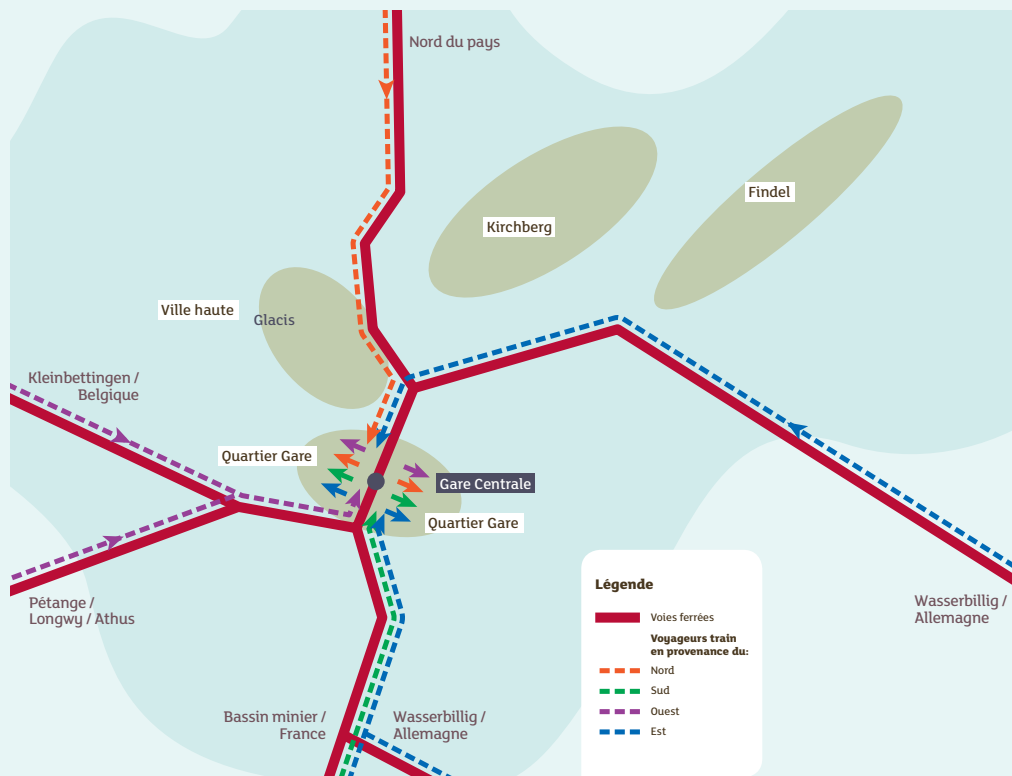 Nord du pays
Findel
Kirchberg
Ville haute
Glacis
Kleinbettingen /
Belgique
Quartier Gare
Gare Centrale
Quartier Gare
Pétange /
Longwy / Athus
Wasserbillig /
Allemagne
Bassin minier /
France
Wasserbillig /
Allemagne
Légende
Voies ferrées
Voyageurs train
en provenance du:
Nord
Sud
Ouest
Est